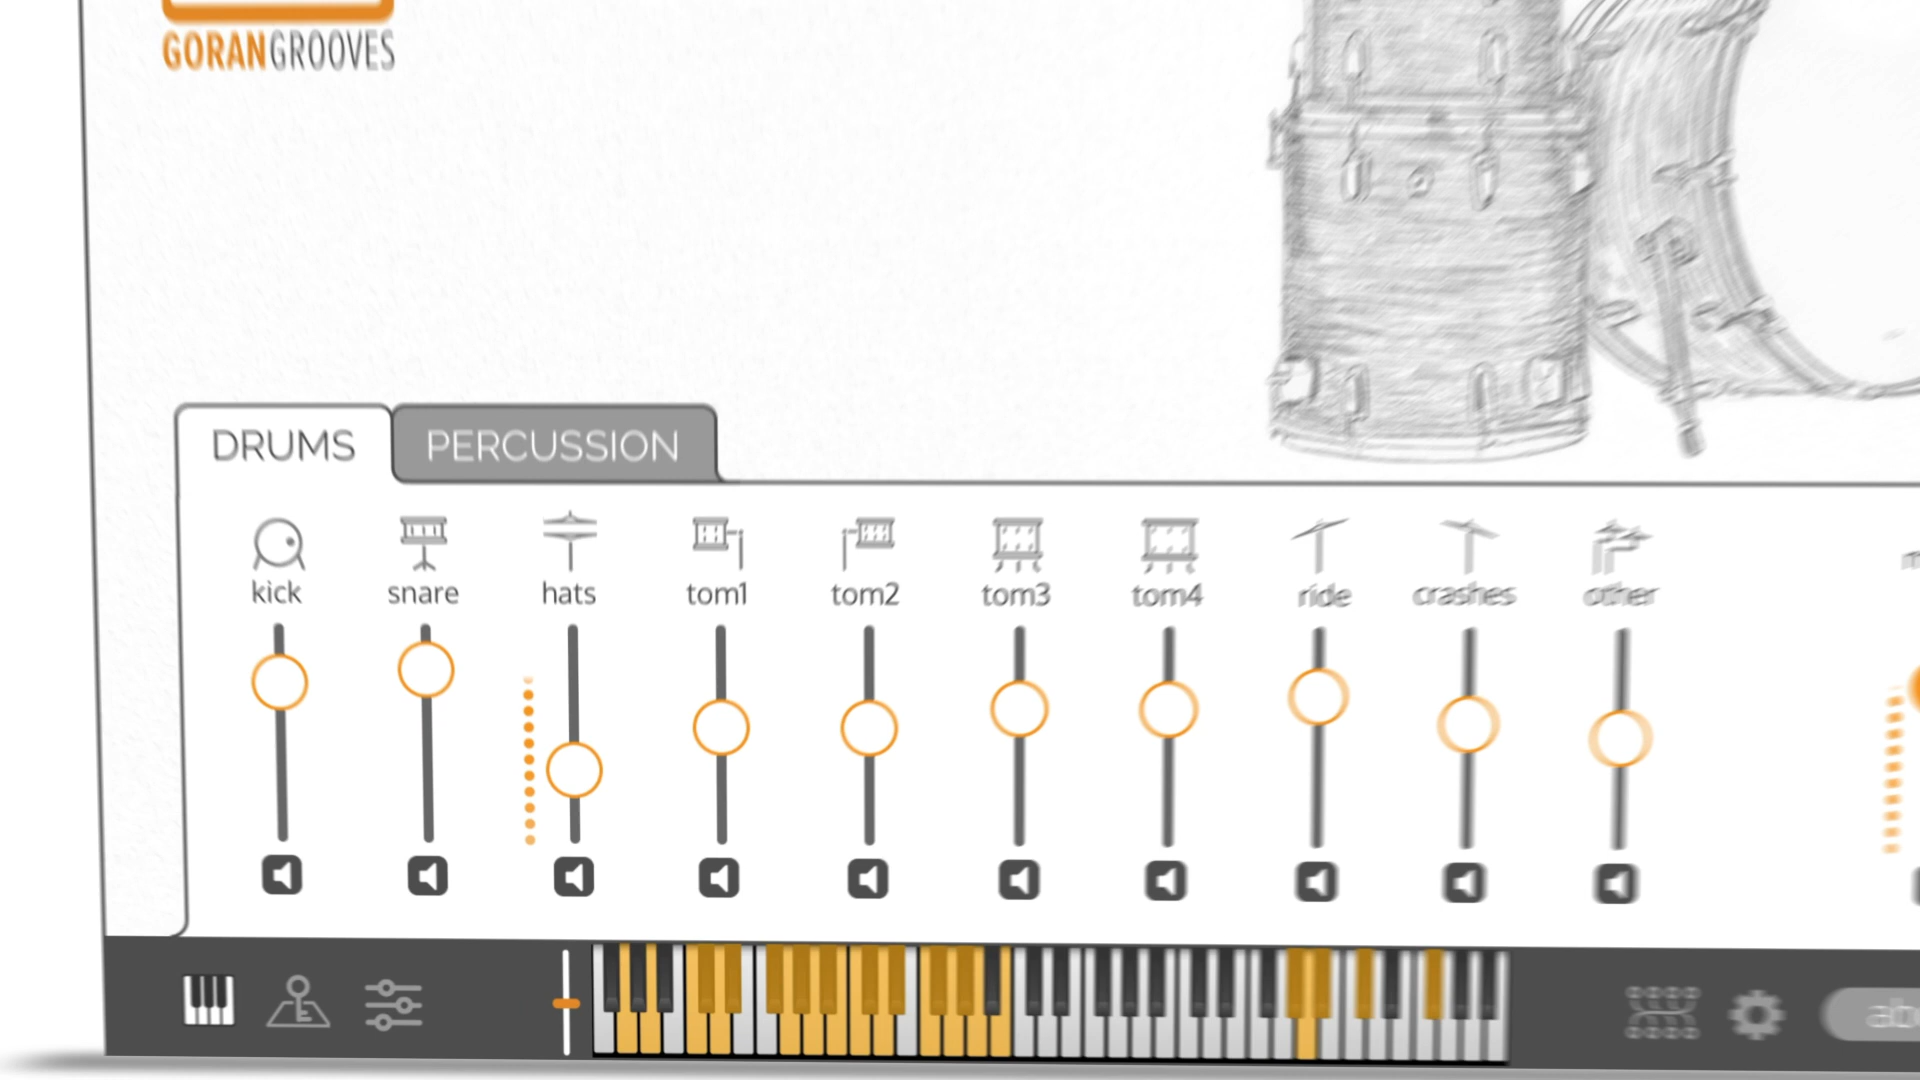 GORANGROOVES
DRUMS PERCUSSION
kick snare hats tom1 tom2 tom3 tom4 ride crashes other